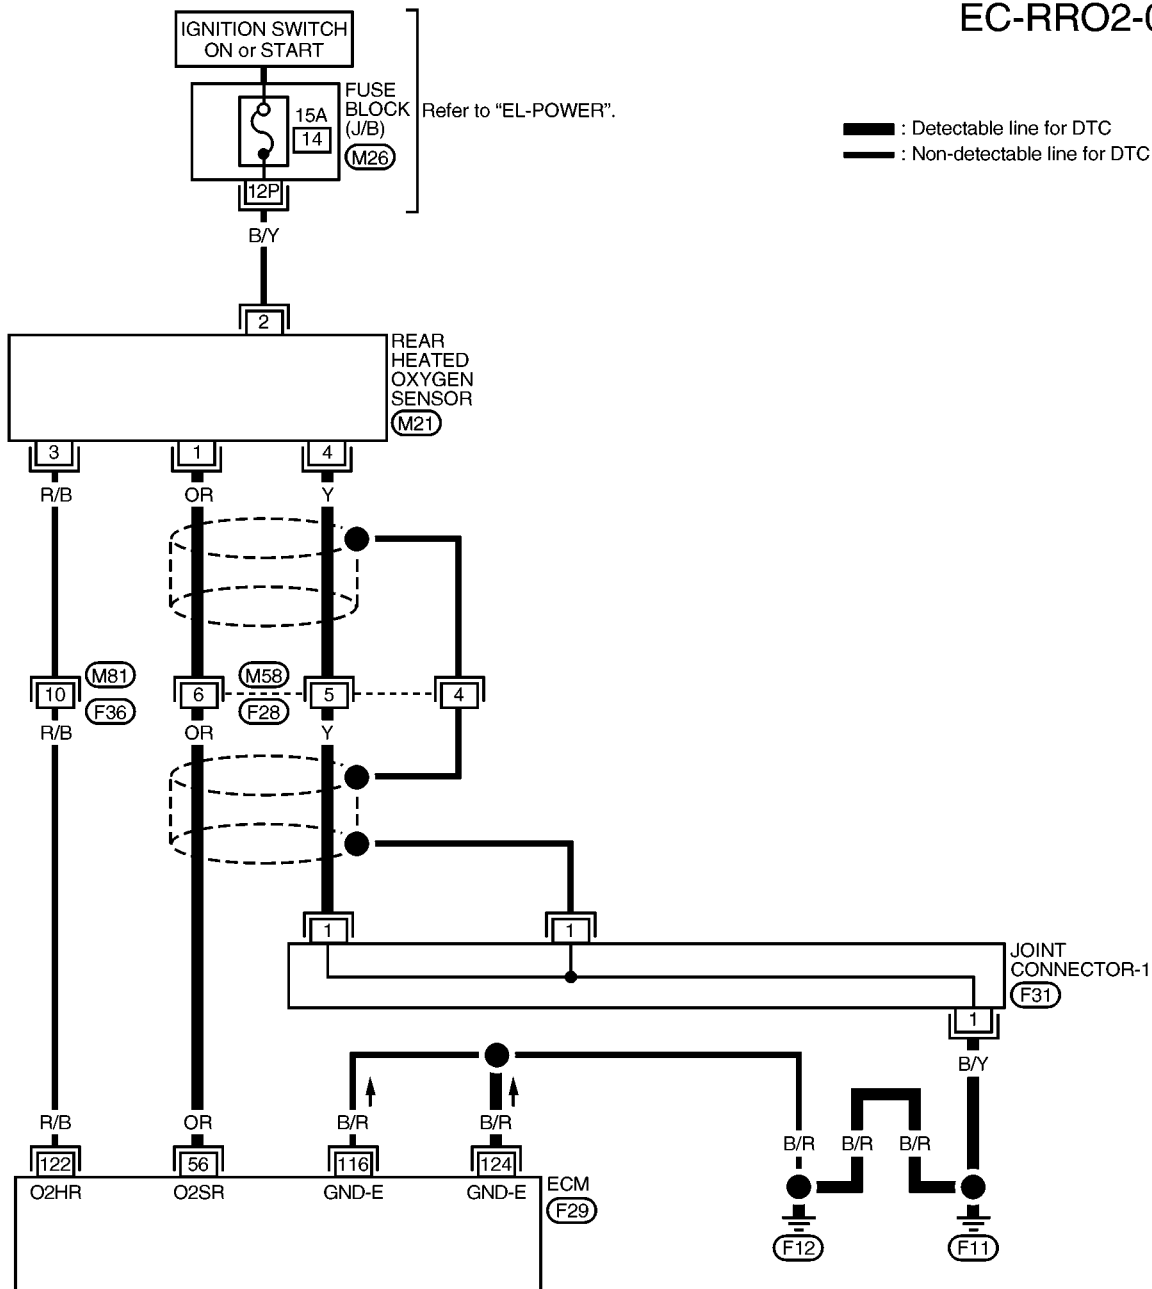 EC-RRO2-0
IGNITION SWITCH
ON or START
FUSE
BLOCK
(J/B)
M26
15A
14
12P
Refer to “EL-POWER”.
: Detectable line for DTC
: Non-detectable line for DTC
B/Y
2
REAR
HEATED
OXYGEN
SENSOR
M21
3
1
4
R/B
OR
Y
M81
M58
10
6
5
4
F36
F28
R/B
OR
Y
1
1
JOINT
CONNECTOR-1
F31
1
B/Y
R/B
OR
B/R
B/R
B/R
B/R
B/R
122
56
116
124
O2HR
O2SR
GND-E
GND-E
ECM
F29
F12
F11